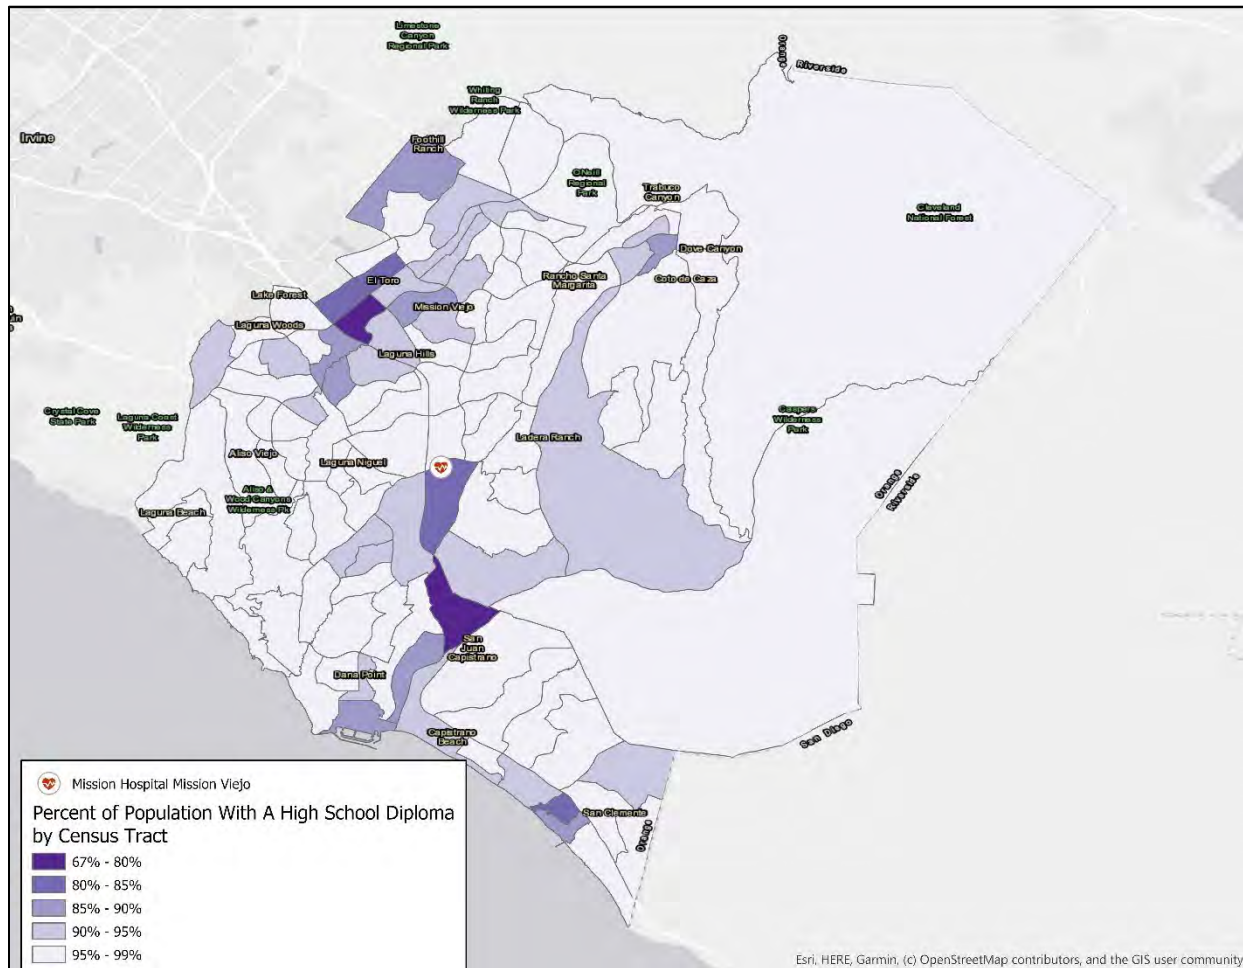 Limestone
Canyon
Regional Park
Orange
Riverside
Whiting
Ranch
Wilderness Park
Irvine
Foothill
Ranch
ONeill
Regional
Park
Trabuco
Canyon
Cleveland
National Forest
Dove Canyon
El Toro
Rancho Santa
Margarita
Coto de Caza
Lake Forest
Mission Viejo
Laguna Woods
Laguna Hills
Crystal Cove
State Park
Laguna Coast
Wilderness
Park
Caspers
Wilderness
Park
Ladera Ranch
Aliso Viejo
Laguna Niguel
Orange
Riverside
Aliso &
Wood Canyons
Wilderness Pk
Laguna Beach
San
Juan
Capistrano
Dana Point
Capistrano
Beach
San Diego
San Clemente
Orange
Mission Hospital Mission Viejo
Percent of Population With A High School Diploma
by Census Tract
67% - 80%
80% - 85%
85% - 90%
90% - 95%
95% - 99%
Esri, HERE, Garmin, (c) OpenStreetMap contributors, and the GIS user community